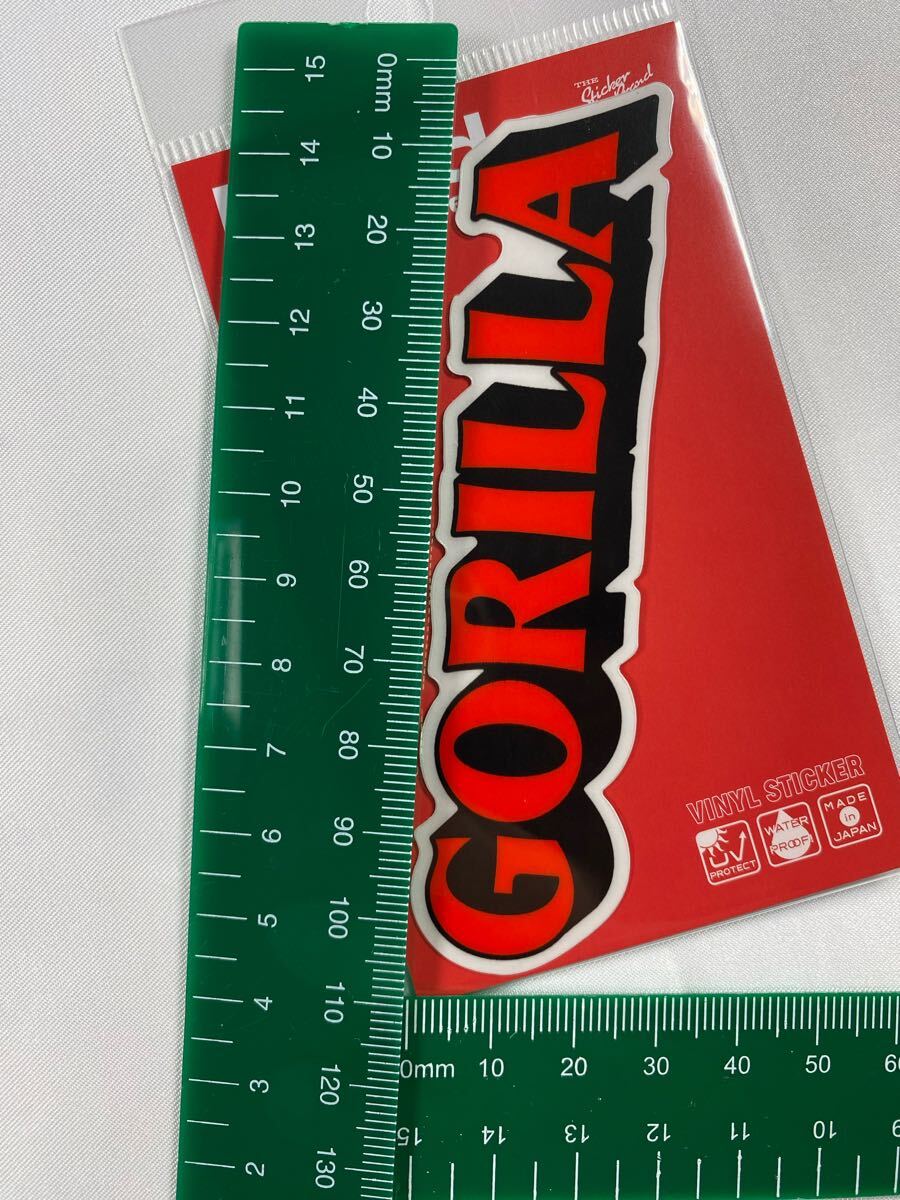 THE
Sticker
GORILLA
VINYL STICKER
UV
PROTECT
WATER
PROOF!
MADE
in
JAPAN
0mm
10
20
30
40
50
60
70
80
90
100
110
120
130
15
14
13
12
11
10
9
8
7
6
5
4
3
2
0mm 10 20 30 40 50
15 14 13 12 11 10 9